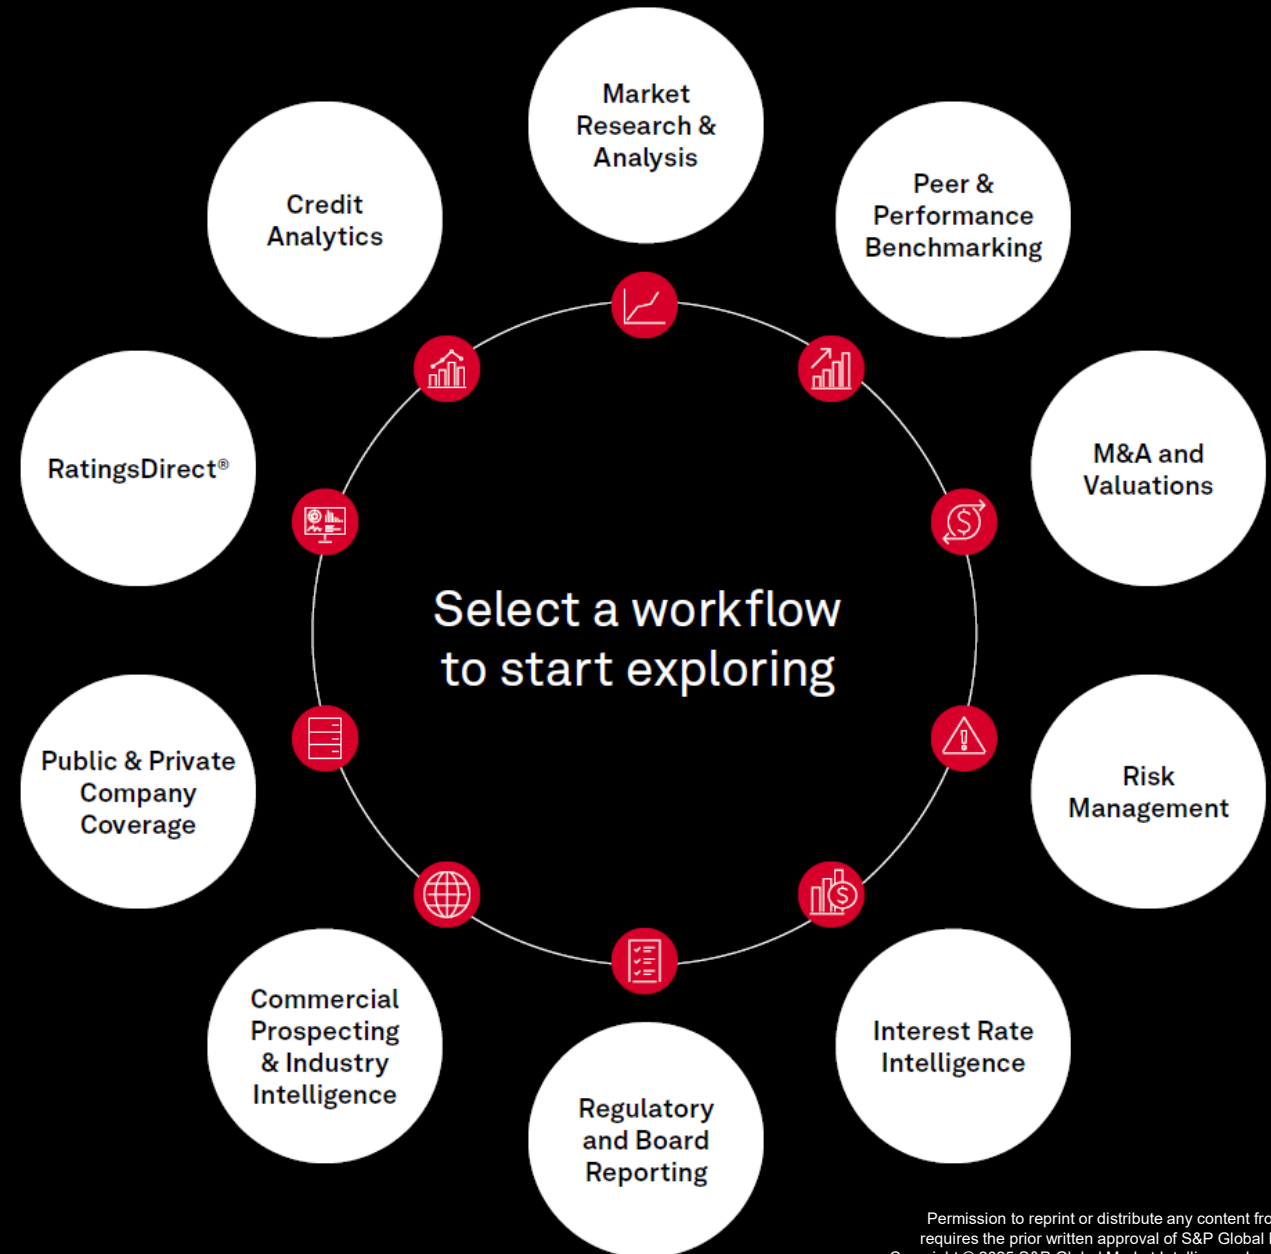 Market
Research &
Analysis
Peer &
Performance
Benchmarking
M&A and
Valuations
Risk
Management
Interest Rate
Intelligence
Regulatory
and Board
Reporting
Commercial
Prospecting
& Industry
Intelligence
Public & Private
Company
Coverage
RatingsDirect®
Credit
Analytics
Select a workflow
to start exploring
Permission to reprint or distribute any content
requires the prior written approval of S&P Global